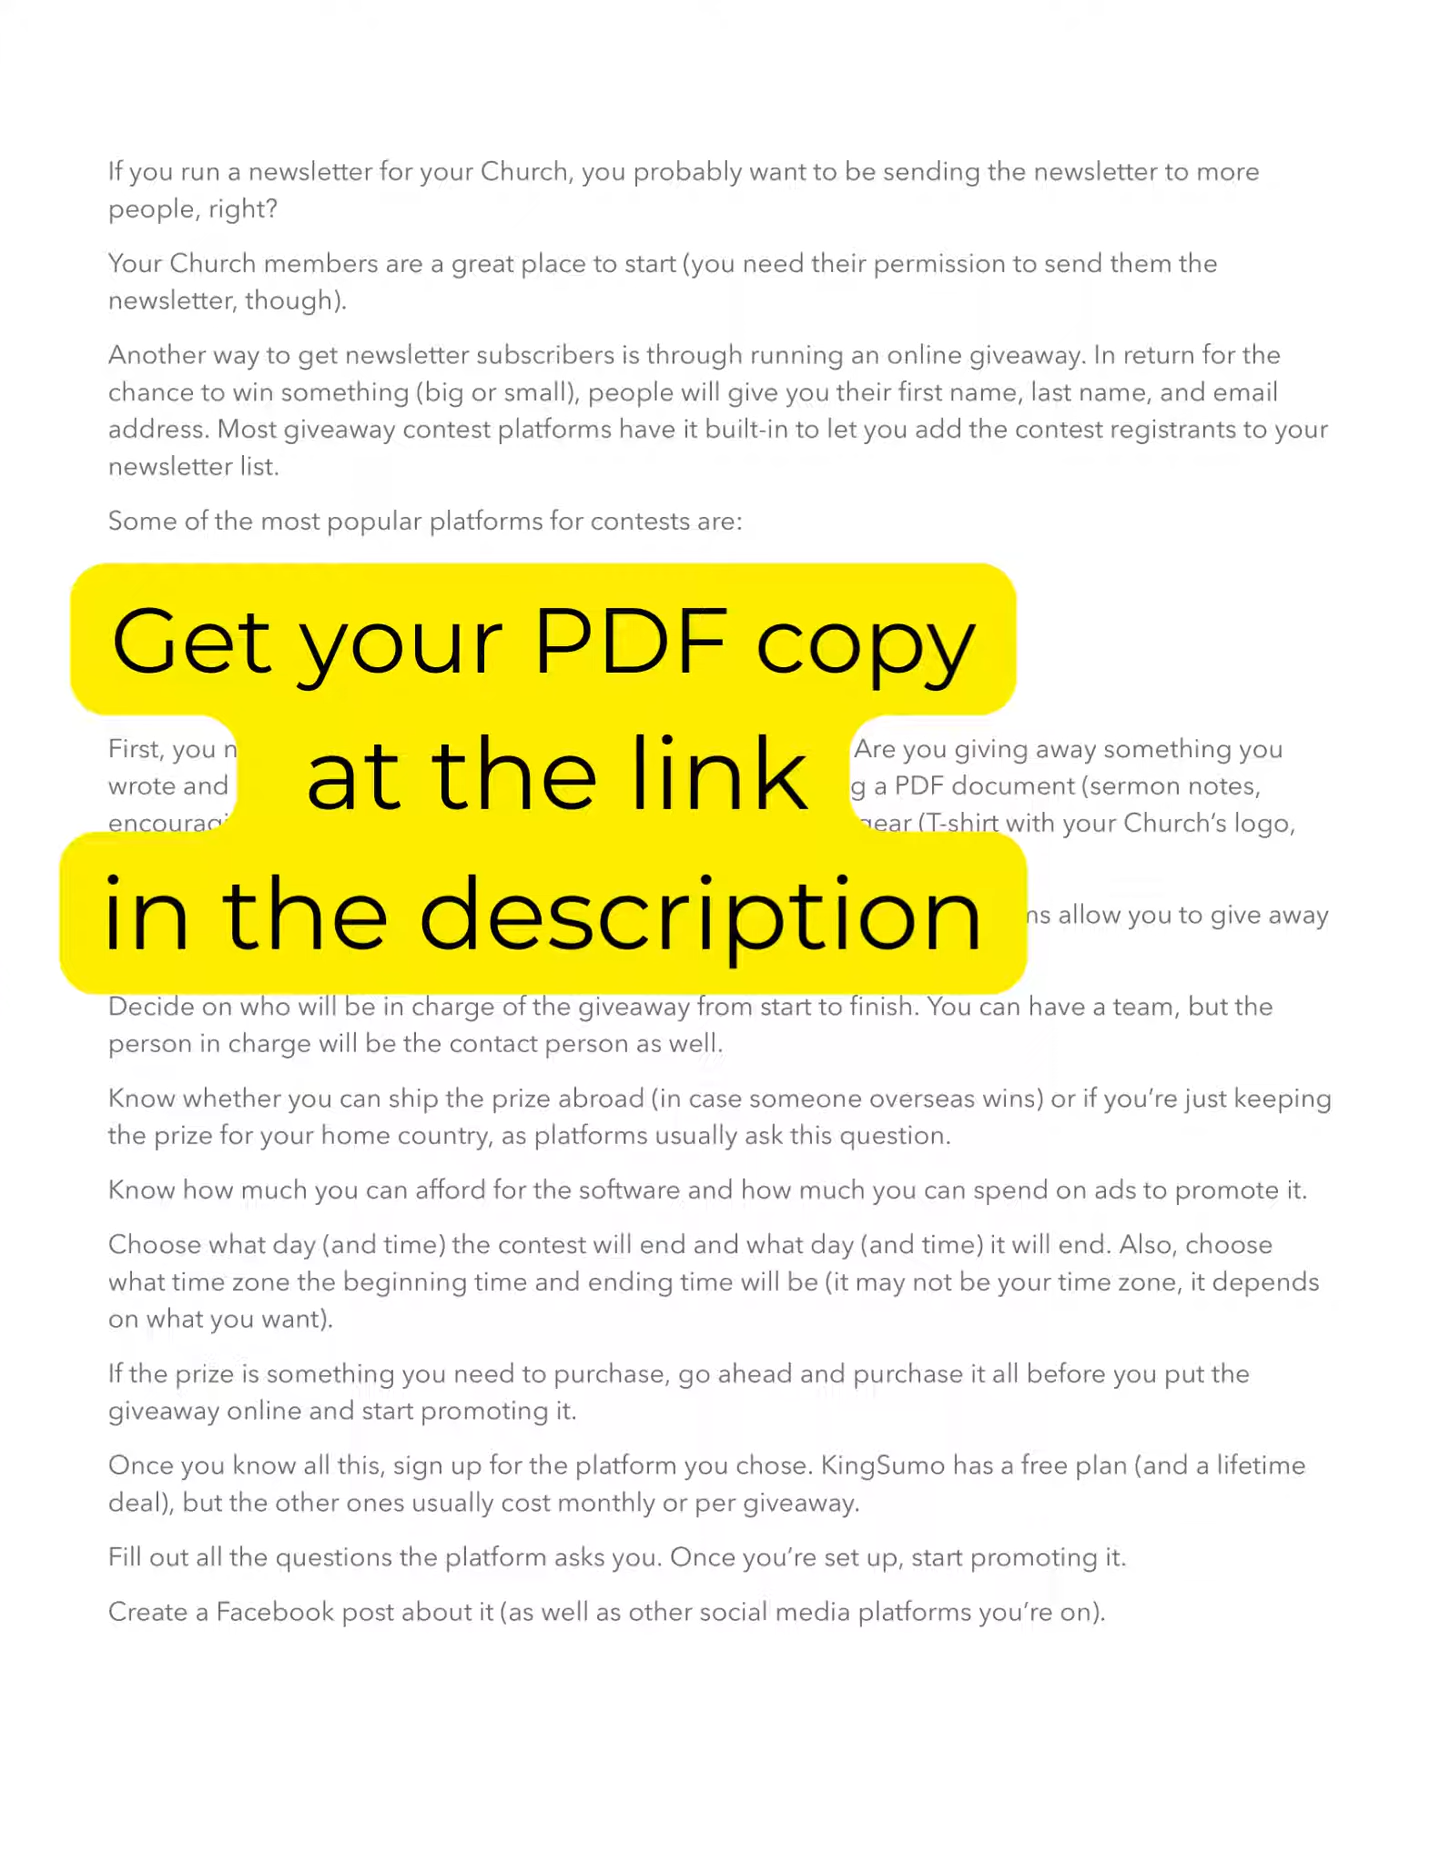 If you run a newsletter for your Church, you probably want to be sending the newsletter to more
people, right?
Your Church members are a great place to start (you need their permission to send them the
newsletter, though).
Another way to get newsletter subscribers is through running an online giveaway. In return for the
chance to win something (big or small), people will give you their first name, last name, and email
address. Most giveaway contest platforms have it built-in to let you add the contest registrants to your
newsletter list.
Some of the most popular platforms for contests are:
Get your PDF copy
at the link
in the description
First, you Are you giving away something you
wrote and a PDF document (sermon notes,
(T-shirt with your Church’s logo,
allow you to give away
Decide on who will be in charge of the giveaway from start to finish. You can have a team, but the
person in charge will be the contact person as well.
Know whether you can ship the prize abroad (in case someone overseas wins) or if you’re just keeping
the prize for your home country, as platforms usually ask this question.
Know how much you can afford for the software and how much you can spend on ads to promote it.
Choose what day (and time) the contest will end and what day (and time) it will end. Also, choose
what time zone the beginning time and ending time will be (it may not be your time zone, it depends
on what you want).
If the prize is something you need to purchase, go ahead and purchase it all before you put the
giveaway online and start promoting it.
Once you know all this, sign up for the platform you chose. KingSumo has a free plan (and a lifetime
deal), but the other ones usually cost monthly or per giveaway.
Fill out all the questions the platform asks you. Once you’re set up, start promoting it.
Create a Facebook post about it (as well as other social media platforms you’re on).